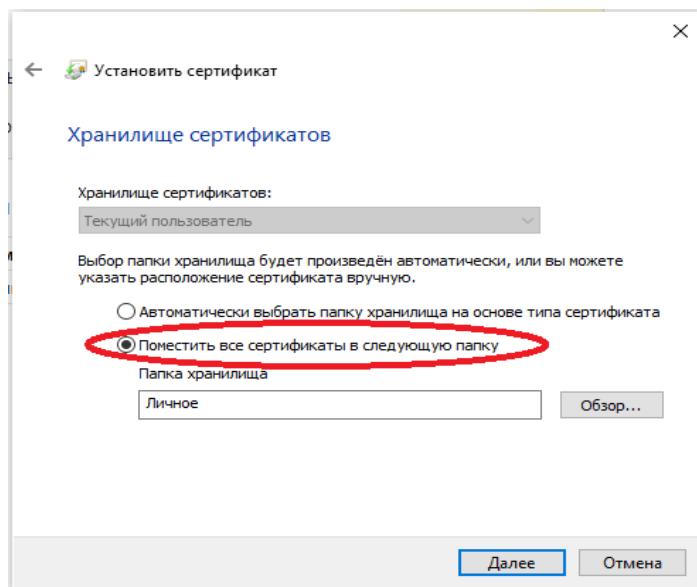 Установить сертификат
Хранилище сертификатов
Хранилище сертификатов:
Текущий пользователь
Выбор папки хранилища будет произведён автоматически, или вы можете
указать расположение сертификата вручную.
Автоматически выбрать папку хранилища на основе типа сертификата
Поместить все сертификаты в следующую папку
Папка хранилища
Личное
Обзор...
Далее
Отмена